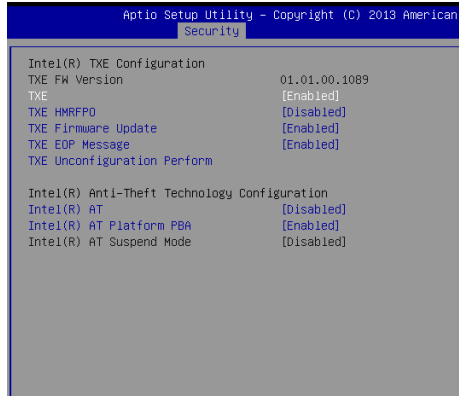 Aptio Setup Utility – Copyright (C) 2013 American
Security
Intel(R) TXE Configuration
TXE FW Version 01.01.00.1089
TXE [Enabled]
TXE HMRFPO [Disabled]
TXE Firmware Update [Enabled]
TXE EOP Message [Enabled]
TXE Unconfiguration Perform
Intel(R) Anti-Theft Technology Configuration
Intel(R) AT [Disabled]
Intel(R) AT Platform PBA [Enabled]
Intel(R) AT Suspend Mode [Disabled]